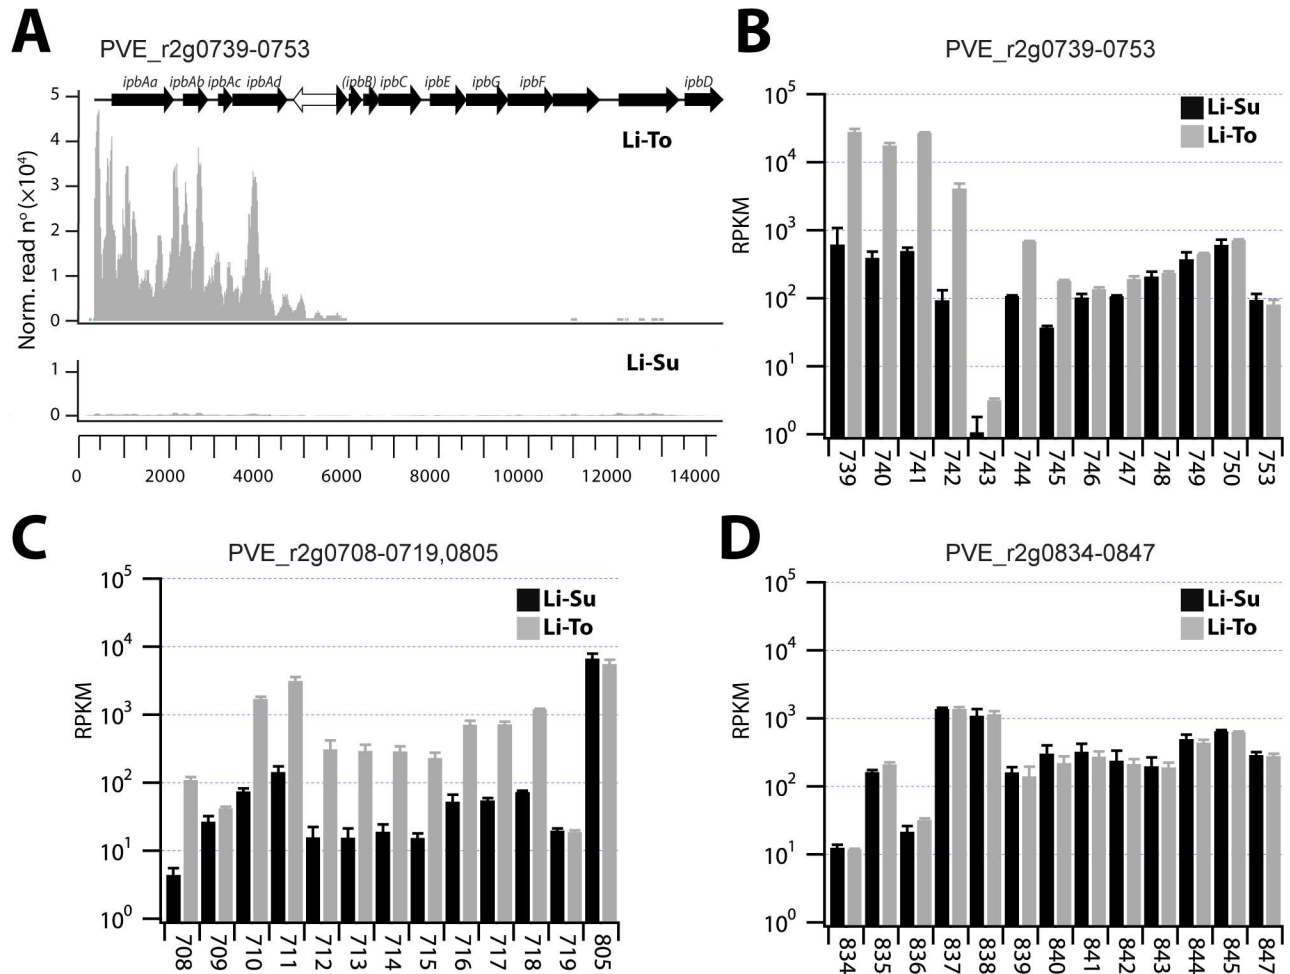 A
PVE_r2g0739-0753
ipbAa ipbAb ipbAc ipbAd (ipbB) ipbC ipbE ipbG ipbF ipbD
Norm. read nº (×10⁴)
5
4
3
2
1
0
Li-To
1
0
Li-Su
0 2000 4000 6000 8000 10000 12000 14000
B
PVE_r2g0739-0753
RPKM
10⁵
10⁴
10³
10²
10¹
10⁰
Li-Su
Li-To
739 740 741 742 743 744 745 746 747 748 749 750 753
C
PVE_r2g0708-0719,0805
RPKM
10⁵
10⁴
10³
10²
10¹
10⁰
Li-Su
Li-To
708 709 710 711 712 713 714 715 716 717 718 719 805
D
PVE_r2g0834-0847
RPKM
10⁵
10⁴
10³
10²
10¹
10⁰
Li-Su
Li-To
834 835 836 837 838 839 840 841 842 843 844 845 847